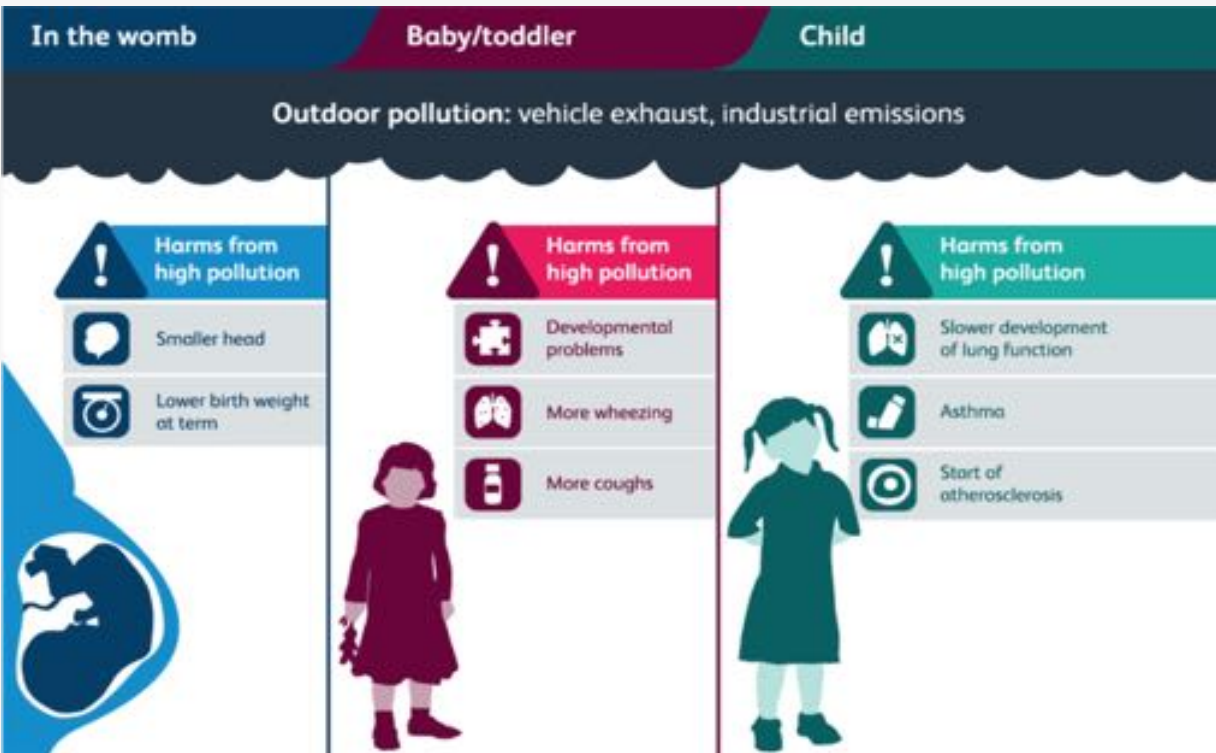 In the womb
Baby/toddler
Child
Outdoor pollution: vehicle exhaust, industrial emissions
Harms from
high pollution
Smaller head
Lower birth weight
at term
Harms from
high pollution
Developmental
problems
More wheezing
More coughs
Harms from
high pollution
Slower development
of lung function
Asthma
Start of
atherosclerosis